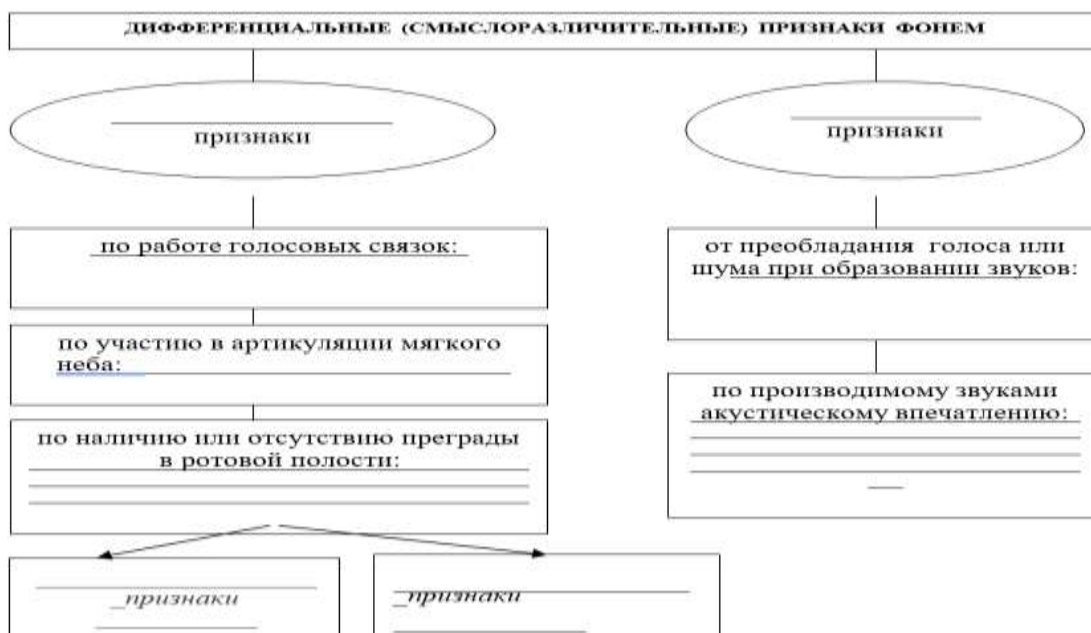 ДИФФЕРЕНЦИАЛЬНЫЕ (СМЫСЛОРАЗЛИЧИТЕЛЬНЫЕ) ПРИЗНАКИ ФОНЕМ
признаки
признаки
по работе голосовых связок:
по участию в артикуляции мягкого
неба:
по наличию или отсутствию преграды
в ротовой полости:
признаки
признаки
от преобладания голоса или
шума при образовании звуков:
по производимому звуками
акустическому впечатлению: